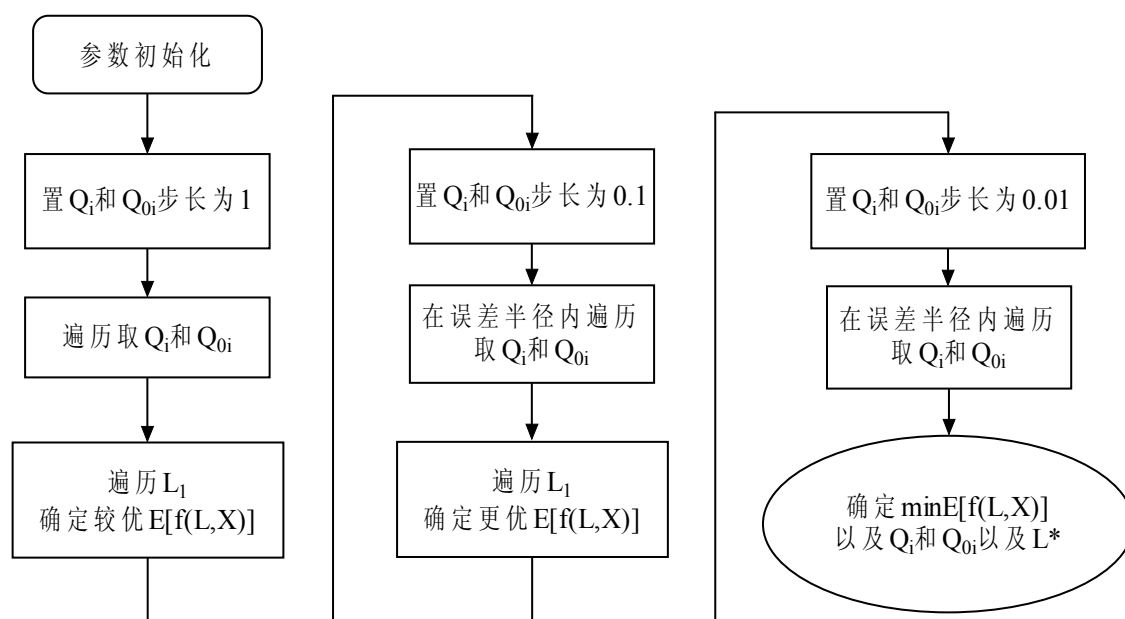 参数初始化
置Qi和Q0i步长为1
遍历取Qi和Q0i
遍历L1
确定较优E[f(L,X)]
置Qi和Q0i步长为0.1
在误差半径内遍历
取Qi和Q0i
遍历L1
确定更优E[f(L,X)]
置Qi和Q0i步长为0.01
在误差半径内遍历
取Qi和Q0i
确定minE[f(L,X)]
以及Qi和Q0i以及L*